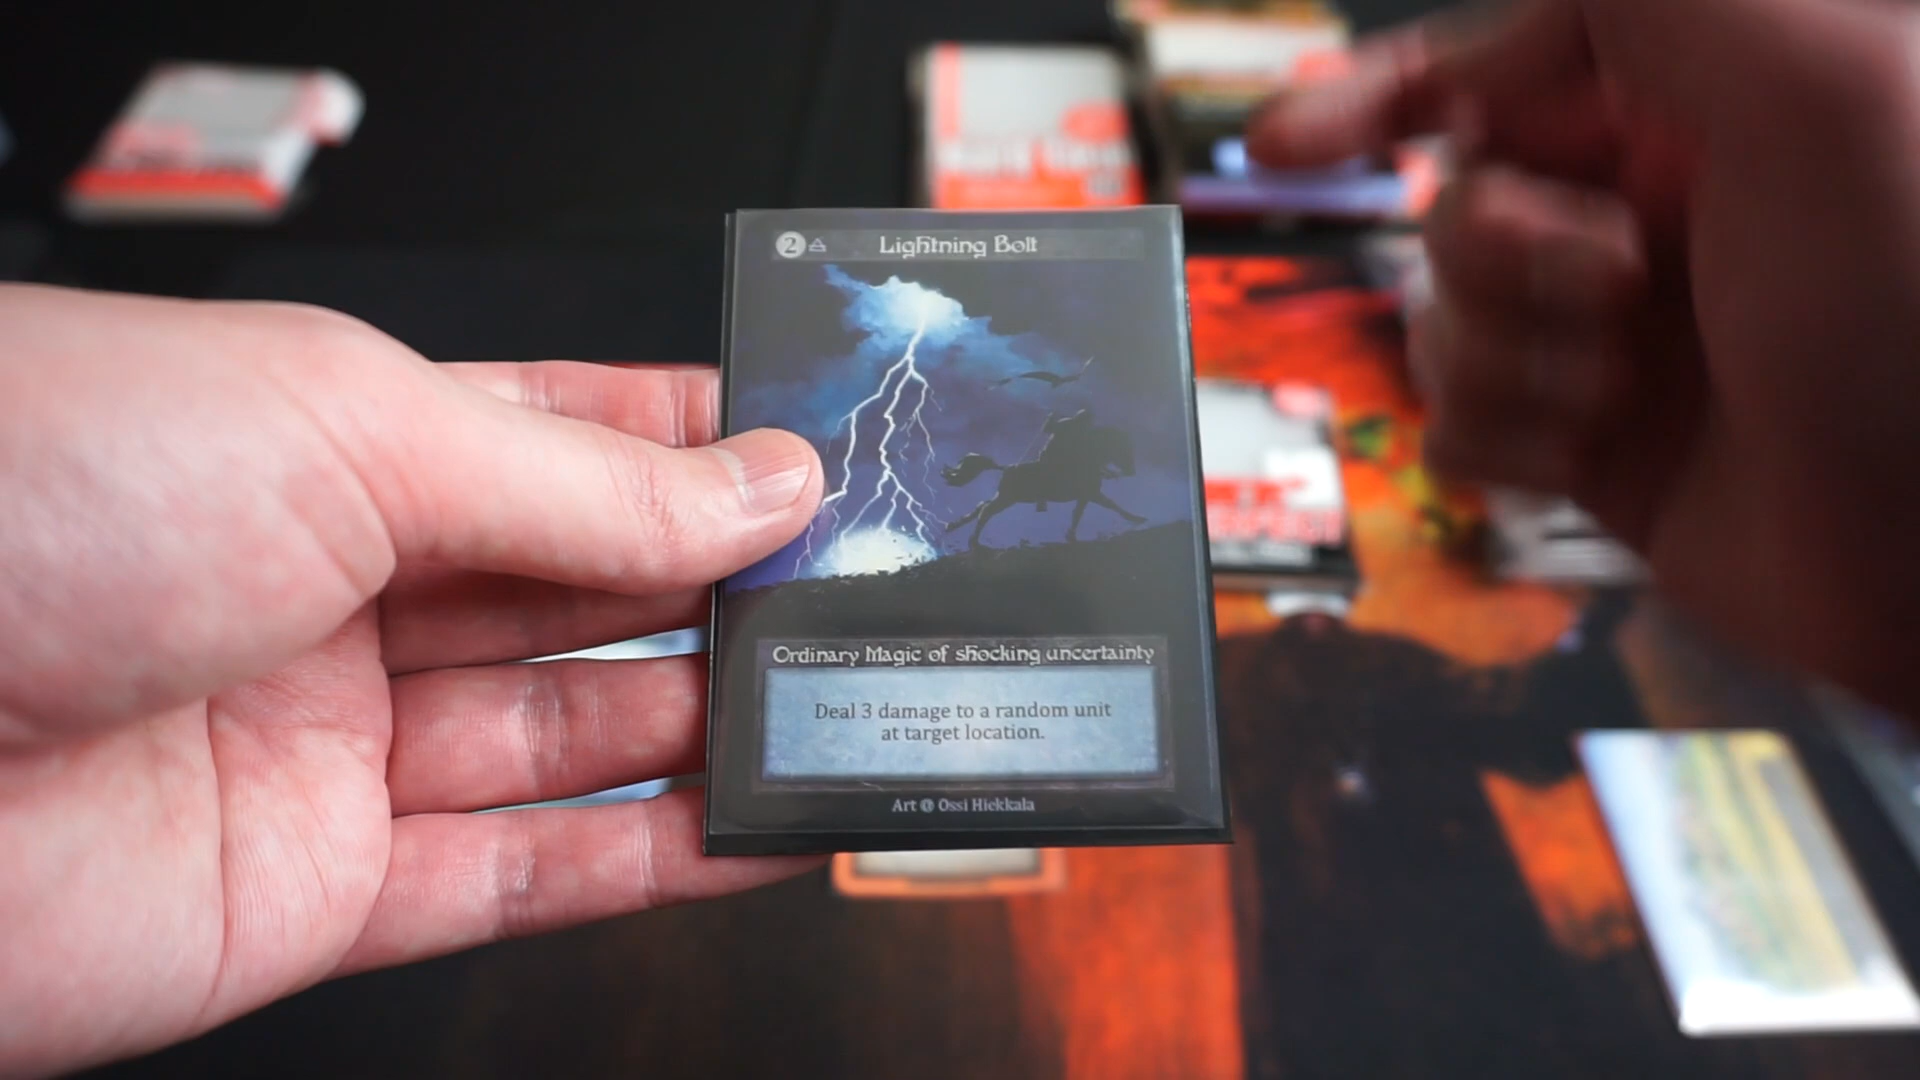 2 Lightning Bolt
Ordinary Magic of shocking uncertainty
Deal 3 damage to a random unit
at target location.
Art @ Ossi Hiekkala